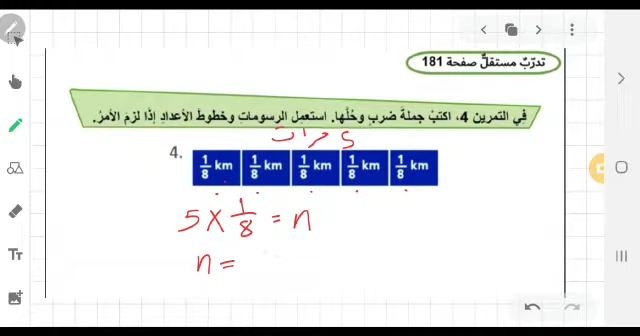 تدرّبٌ مستقلٌّ صفحة 181
في التمرين 4، اكتبْ جملةَ ضربٍ وحُلَّها. استعمِلِ الرسوماتِ وخطوطَ الأعدادِ إذا لزمَ الأمرُ.
5 مرات
4.
1/8 km 1/8 km 1/8 km 1/8 km 1/8 km
5 × 1/8 = n
n =
Tт